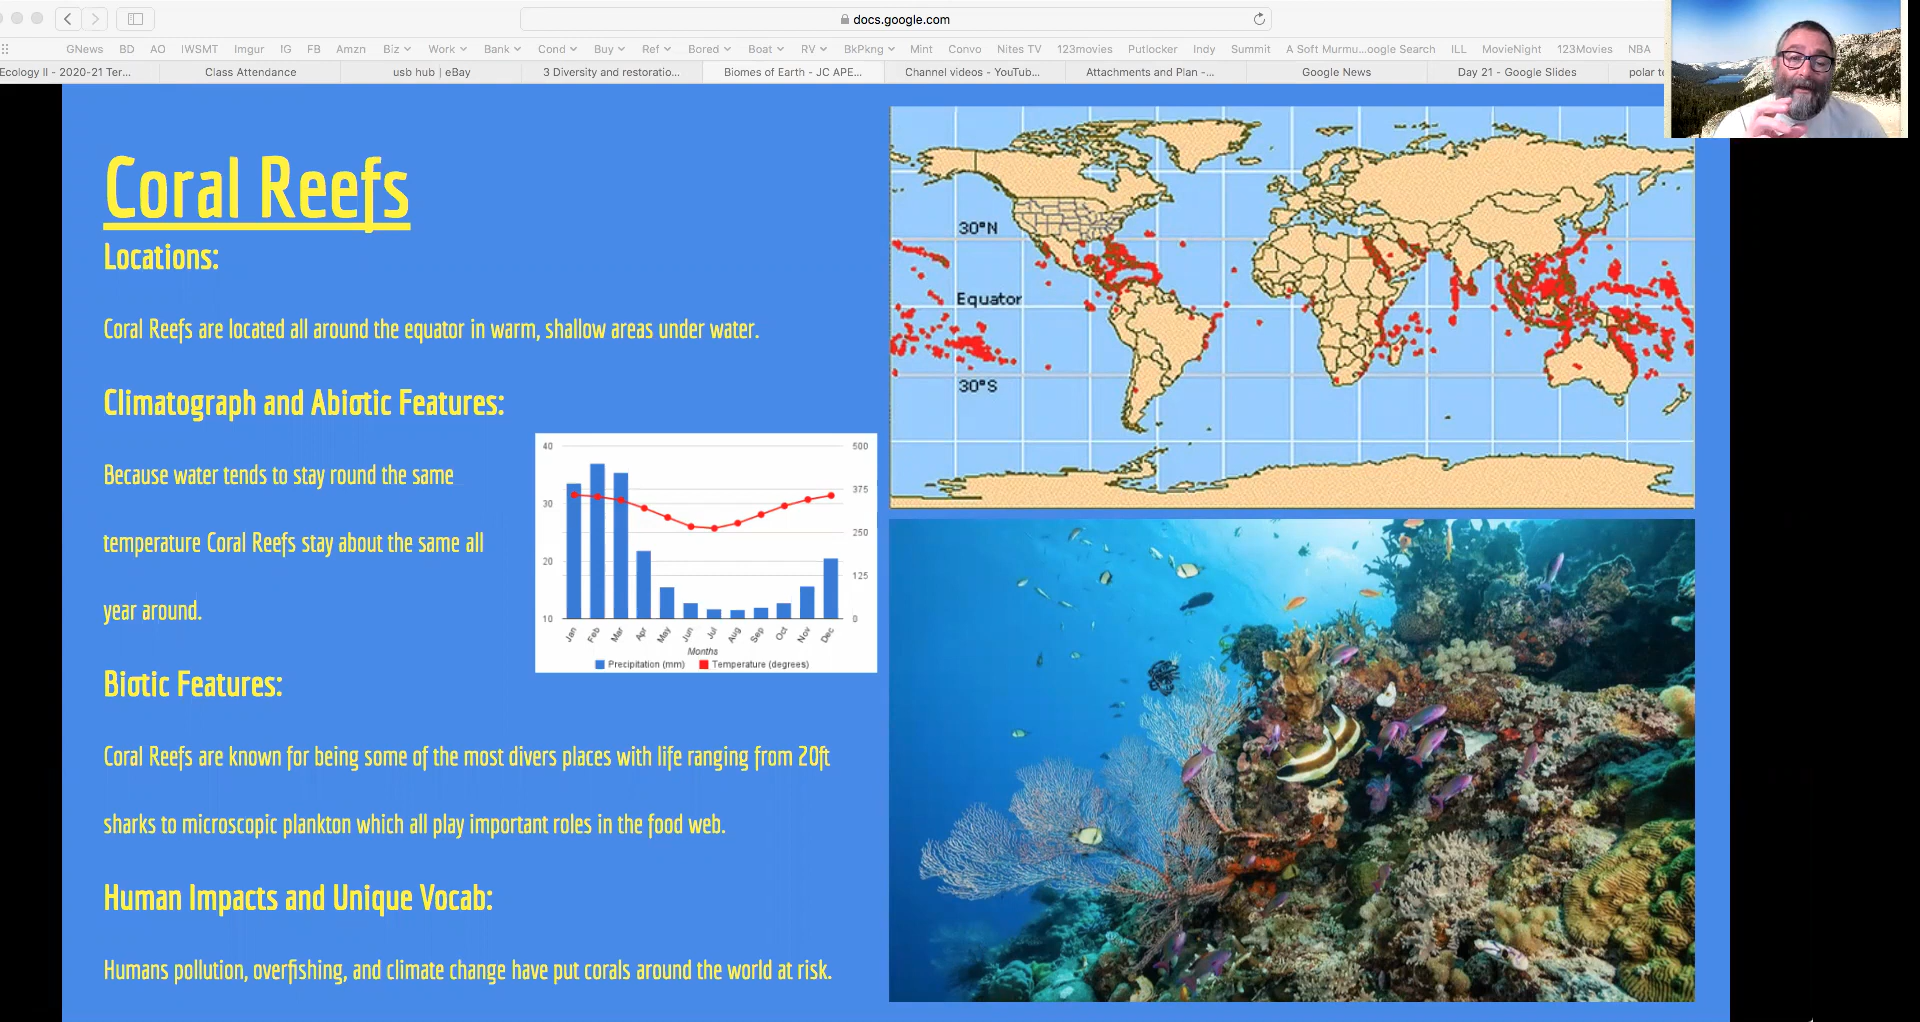 docs.google.com
GNews BD AO IWSMT Imgur IG FB Amzn Biz Work Bank Cond Buy Ref Bored Boat RV BkPkng Mint Convo Nites TV 123movies Putlocker Indy Summit A Soft Murmu...oogle Search ILL MovieNight 123Movies NBA
Ecology II - 2020-21 Ter... Class Attendance usb hub | eBay 3 Diversity and restoratio... Biomes of Earth - JC APE... Channel videos - YouTub... Attachments and Plan -... Google News Day 21 - Google Slides polar te
Coral Reefs
Locations:
Coral Reefs are located all around the equator in warm, shallow areas under water.
Climatograph and Abiotic Features:
Because water tends to stay round the same
temperature Coral Reefs stay about the same all
year around.
Biotic Features:
Coral Reefs are known for being some of the most divers places with life ranging from 20ft
sharks to microscopic plankton which all play important roles in the food web.
Human Impacts and Unique Vocab:
Humans pollution, overfishing, and climate change have put corals around the world at risk.
40 500
30 375
250
20 125
10 0
Jan Feb Mar Apr May Jun Jul Aug Sep Oct Nov Dec
Months
Precipitation (mm) Temperature (degrees)
30°N
Equator
30°S